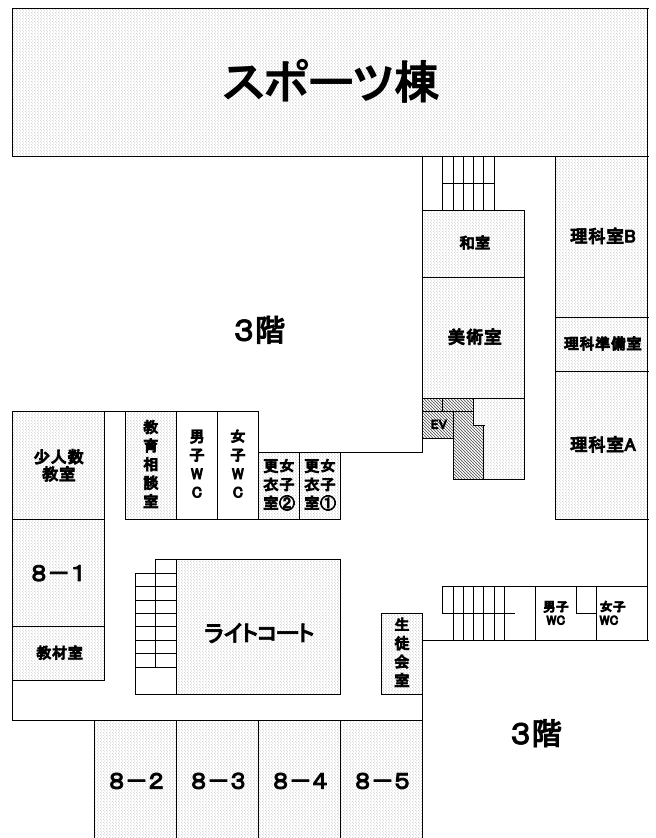 スポーツ棟
和室
理科室B
3階
美術室
理科準備室
EV
理科室A
少人数
教室
教育相談室
男子WC
女子WC
女子
更衣室②
女子
更衣室①
8－1
教材室
ライトコート
生徒会室
男子
WC
女子
WC
3階
8－2
8－3
8－4
8－5